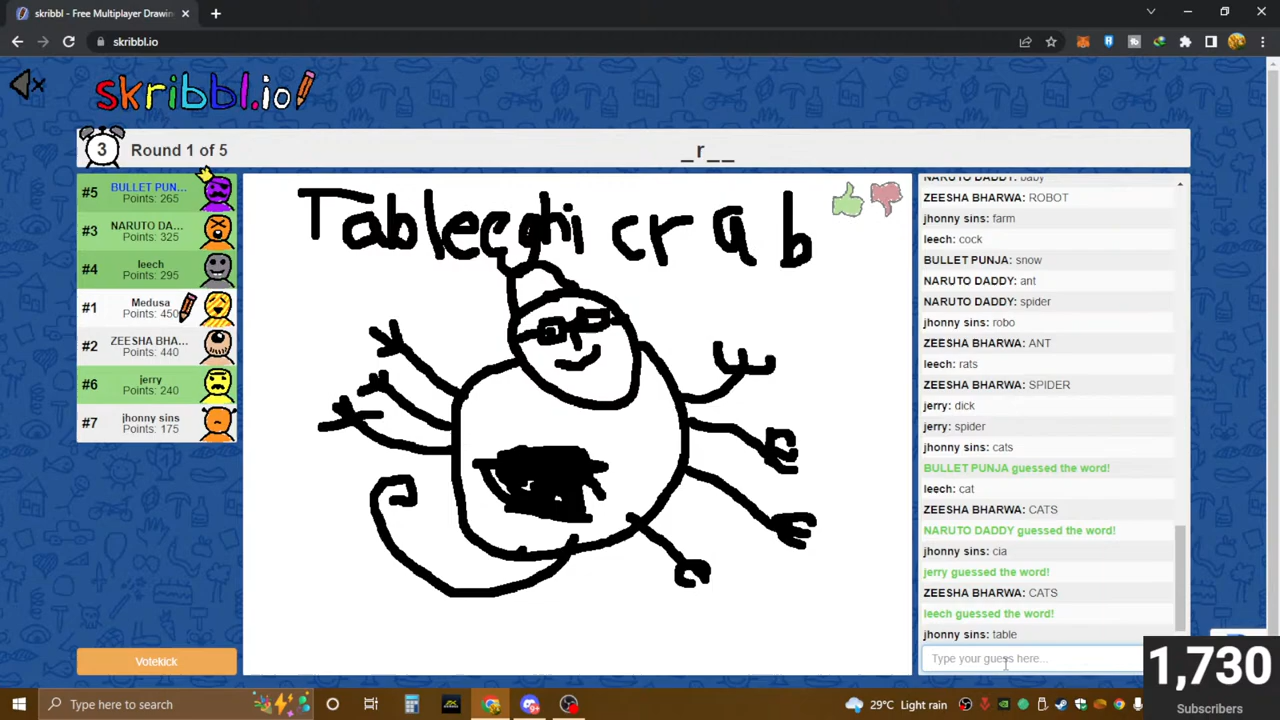 skribbl - Free Multiplayer Drawin
skribbl.io
skribbl.io
3
Round 1 of 5
_r__
#5 BULLET PUN...
Points: 265
#3 NARUTO DA...
Points: 325
#4 leech
Points: 295
#1 Medusa
Points: 450
#2 ZEESHA BHA...
Points: 440
#6 jerry
Points: 240
#7 jhonny sins
Points: 175
Votekick
Tableeghi crab
NARUTO DADDY: baby
ZEESHA BHARWA: ROBOT
jhonny sins: farm
leech: cock
BULLET PUNJA: snow
NARUTO DADDY: ant
NARUTO DADDY: spider
jhonny sins: robo
ZEESHA BHARWA: ANT
leech: rats
ZEESHA BHARWA: SPIDER
jerry: dick
jerry: spider
jhonny sins: cats
BULLET PUNJA guessed the word!
leech: cat
ZEESHA BHARWA: CATS
NARUTO DADDY guessed the word!
jhonny sins: cia
jerry guessed the word!
ZEESHA BHARWA: CATS
leech guessed the word!
jhonny sins: table
Type your guess here...
1,730
Subscribers
Type here to search
29°C Light rain